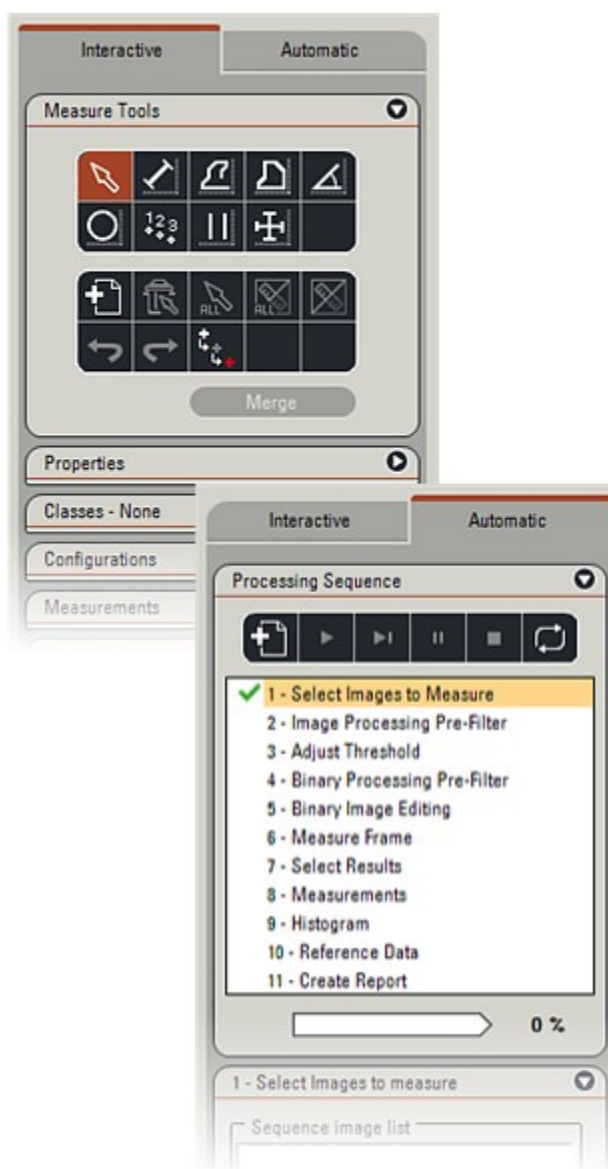 Interactive Automatic
Measure Tools
1 2 3
ALL ALL
Merge
Properties
Classes - None
Configurations
Measurements
Interactive Automatic
Processing Sequence
1 - Select Images to Measure
2 - Image Processing Pre-Filter
3 - Adjust Threshold
4 - Binary Processing Pre-Filter
5 - Binary Image Editing
6 - Measure Frame
7 - Select Results
8 - Measurements
9 - Histogram
10 - Reference Data
11 - Create Report
0 %
1 - Select Images to measure
Sequence image list